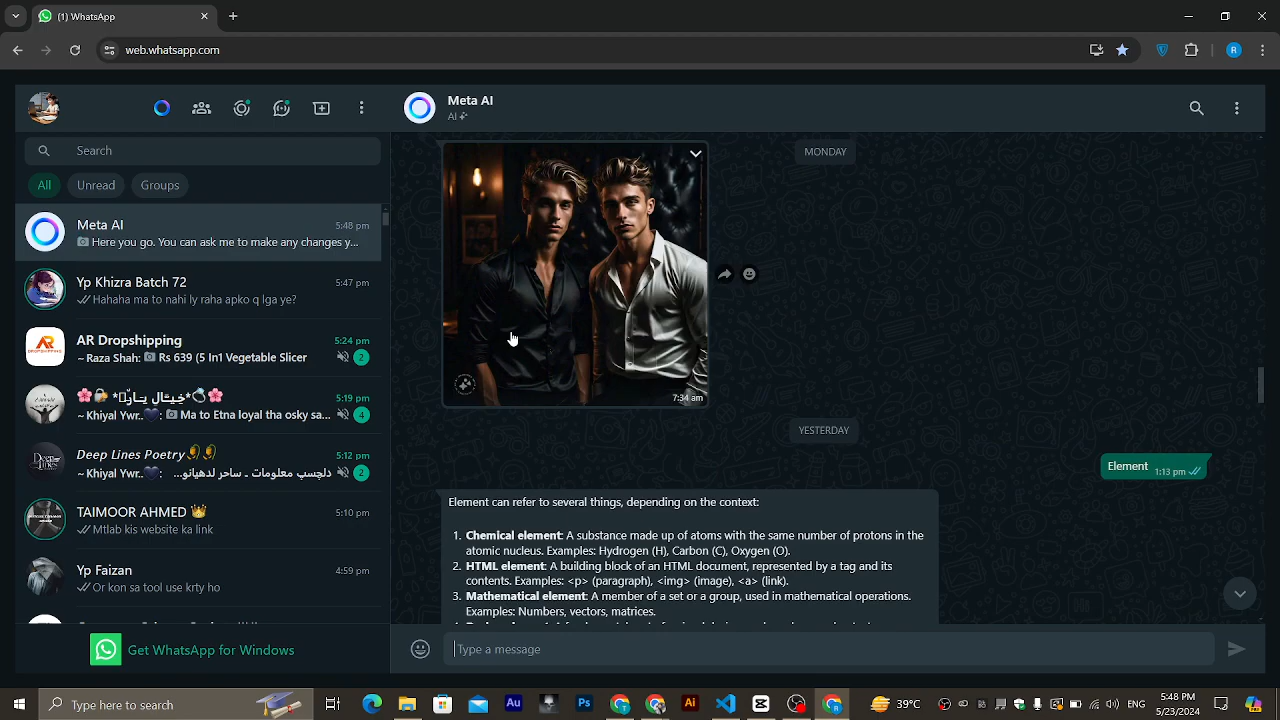 (1) WhatsApp
web.whatsapp.com
R
Search
All
Unread
Groups
Meta AI
5:48 pm
Here you go. You can ask me to make any changes y...
Yp Khizra Batch 72
5:47 pm
Hahaha ma to nahi ly raha apko q lga ye?
AR Dropshipping
5:24 pm
~ Raza Shah: Rs 639 (5 In1 Vegetable Slicer
2
5:19 pm
~ Khiyal Ywr..💜: Ma to Etna loyal tha osky sa...
4
Deep Lines Poetry
5:12 pm
~ Khiyal Ywr..💜: دلچسپ معلومات ۔ ساحر لدھیانو...
2
TAIMOOR AHMED 👑
5:10 pm
Mtlab kis website ka link
Yp Faizan
4:59 pm
Or kon sa tool use krty ho
Get WhatsApp for Windows
Meta AI
AI
MONDAY
7:34 am
YESTERDAY
Element 1:13 pm
Element can refer to several things, depending on the context:
1. Chemical element: A substance made up of atoms with the same number of protons in the
atomic nucleus. Examples: Hydrogen (H), Carbon (C), Oxygen (O).
2. HTML element: A building block of an HTML document, represented by a tag and its
contents. Examples: <p> (paragraph), <img> (image), <a> (link).
3. Mathematical element: A member of a set or a group, used in mathematical operations.
Examples: Numbers, vectors, matrices.
Type a message
Type here to search
Au
Ps
Ai
39°C
ENG
5:48 PM
5/23/2024